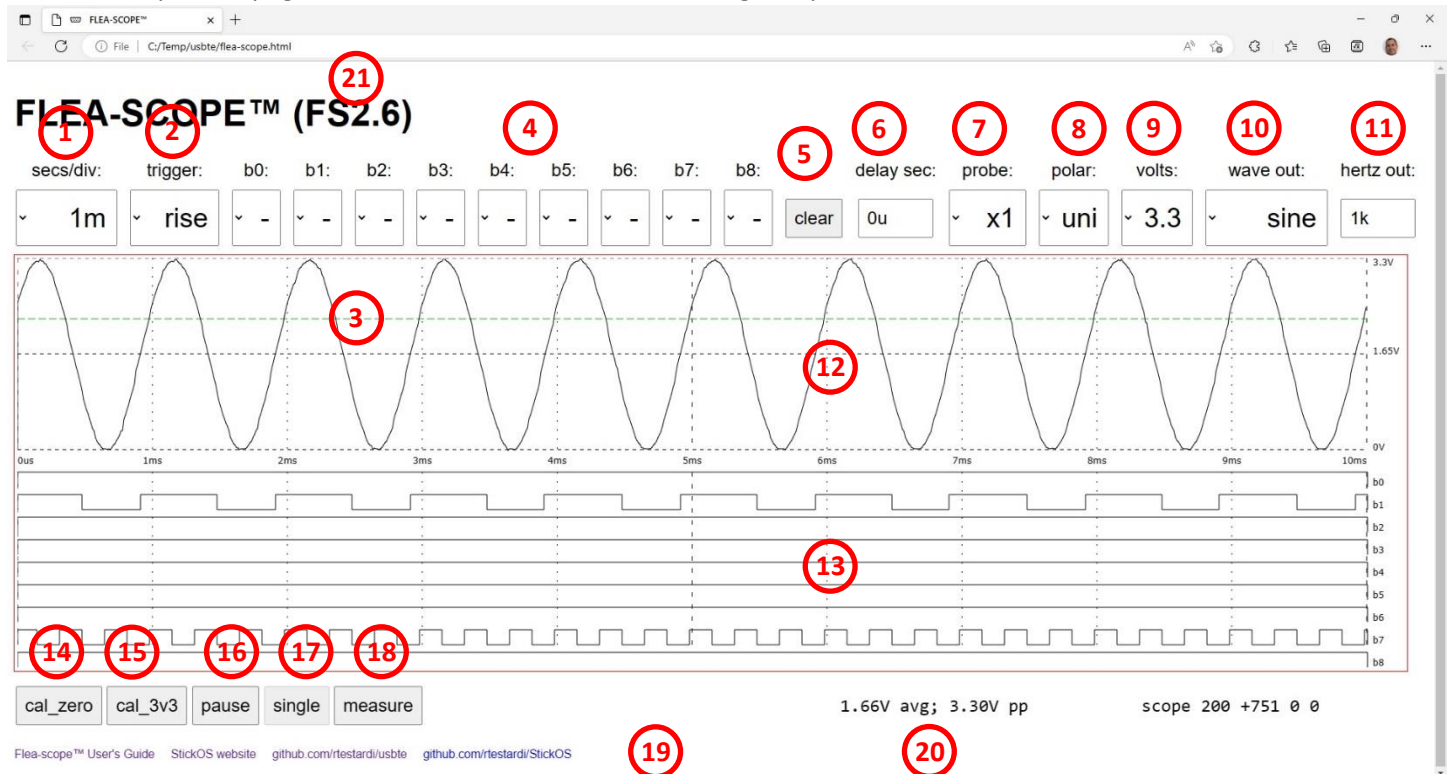 FLEA-SCOPE™
File | C:/Temp/usbte/flea-scope.html
21
FLEA-SCOPE™ (FS2.6)
1 2 4 5 6 7 8 9 10 11
secs/div: trigger: b0: b1: b2: b3: b4: b5: b6: b7: b8: delay sec: probe: polar: volts: wave out: hertz out:
1m rise - - - - - - - - - clear 0u x1 uni 3.3 sine 1k
3.3V
3
1.65V
12
0V
0us 1ms 2ms 3ms 4ms 5ms 6ms 7ms 8ms 9ms 10ms
b0
b1
b2
b3
13
b4
b5
b6
b7
14 15 16 17 18
b8
cal_zero cal_3v3 pause single measure 1.66V avg; 3.30V pp scope 200 +751 0 0
Flea-scope™ User's Guide StickOS website github.com/rtestardi/usbte github.com/rtestardi/StickOS 19 20